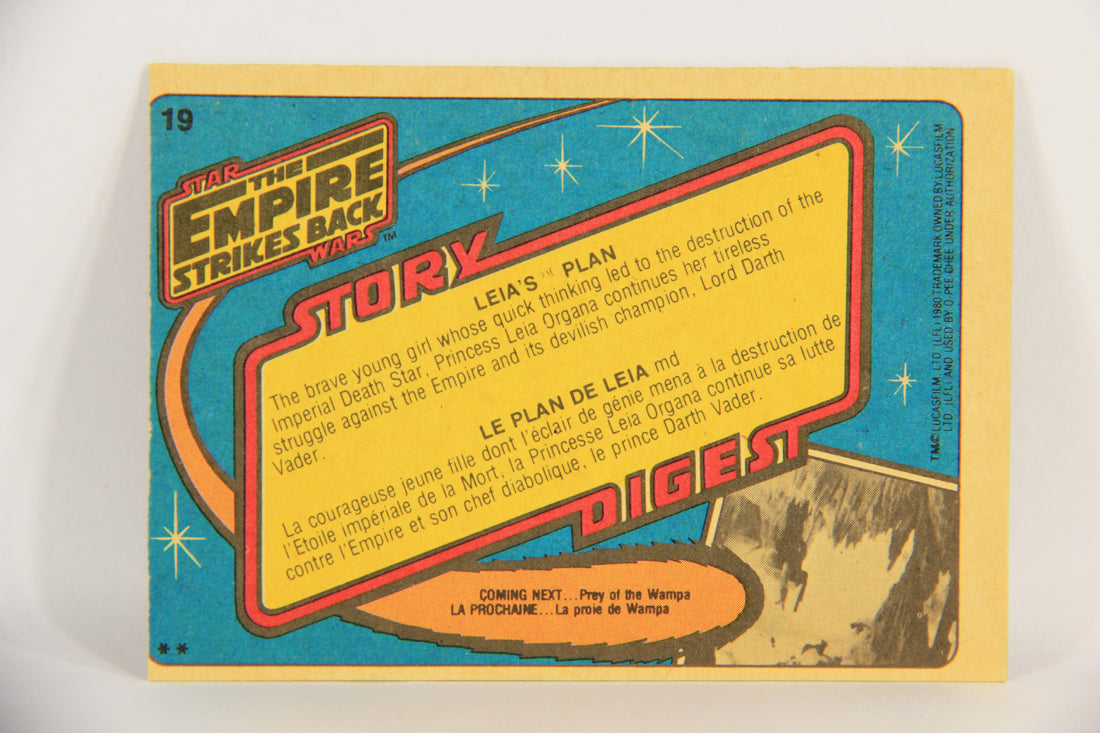 19
STAR
THE
EMPIRE
STRIKES BACK
WARS™
STORY
LEIA'S PLAN
The brave young girl whose quick thinking led to the destruction of the
Imperial Death Star, Princess Leia Organa continues her tireless
struggle against the Empire and its devilish champion, Lord Darth
Vader.
LE PLAN DE LEIA md
La courageuse jeune fille dont l'éclair de génie mena à la destruction de
l'Etoile impériale de la Mort, la Princesse Leia Organa continue sa lutte
contre l'Empire et son chef diabolique, le prince Darth Vader.
DIGEST
COMING NEXT...Prey of the Wampa
LA PROCHAINE...La proie de Wampa
**
TM© LUCASFILM, LTD. (LFL) 1980 TRADEMARK OWNED BY LUCASFILM
LTD. (LFL) AND USED BY O-PEE-CHEE UNDER AUTHORIZATION